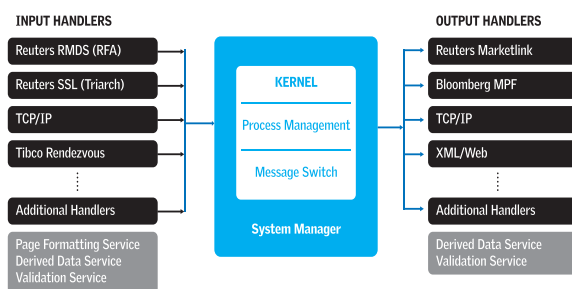 INPUT HANDLERS
Reuters RMDS (RFA)
Reuters SSL (Triarch)
TCP/IP
Tibco Rendezvous
Additional Handlers
Page Formatting Service
Derived Data Service
Validation Service
KERNEL
Process Management
Message Switch
System Manager
OUTPUT HANDLERS
Reuters Marketlink
Bloomberg MPF
TCP/IP
XML/Web
Additional Handlers
Derived Data Service
Validation Service